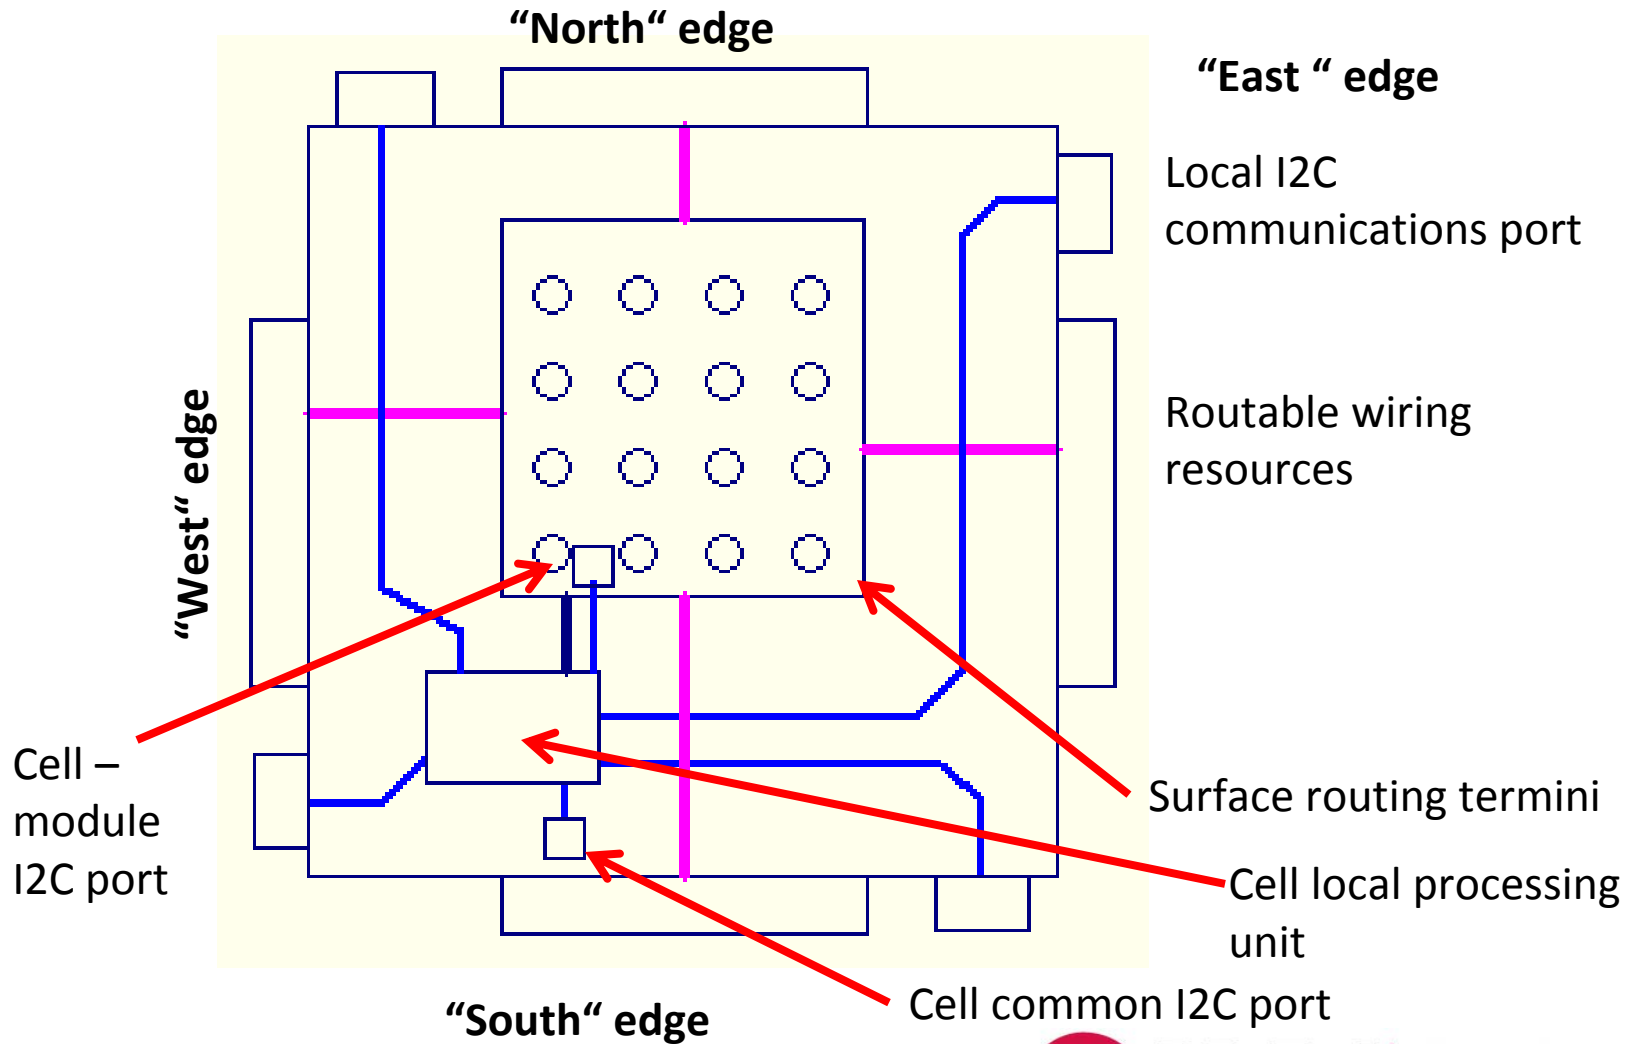 “North“ edge
“East “ edge
Local I2C
communications port
Routable wiring
resources
“West“ edge
Cell –
module
I2C port
Surface routing termini
Cell local processing
unit
Cell common I2C port
“South“ edge